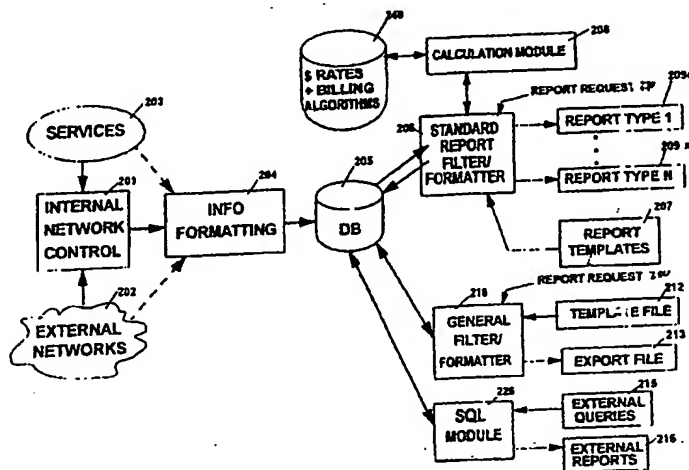 240
$ RATES
+ BILLING
ALGORITHMS
CALCULATION MODULE
208
203
SERVICES
201
INTERNAL
NETWORK
CONTROL
202
EXTERNAL
NETWORKS
204
INFO
FORMATTING
205
DB
206
STANDARD
REPORT
FILTER/
FORMATTER
REPORT REQUEST
REPORT TYPE 1
REPORT TYPE N
207
REPORT
TEMPLATES
REPORT REQUEST
GENERAL
FILTER/
FORMATTER
212
TEMPLATE FILE
213
EXPORT FILE
SQL
MODULE
215
EXTERNAL
QUERIES
216
EXTERNAL
REPORTS